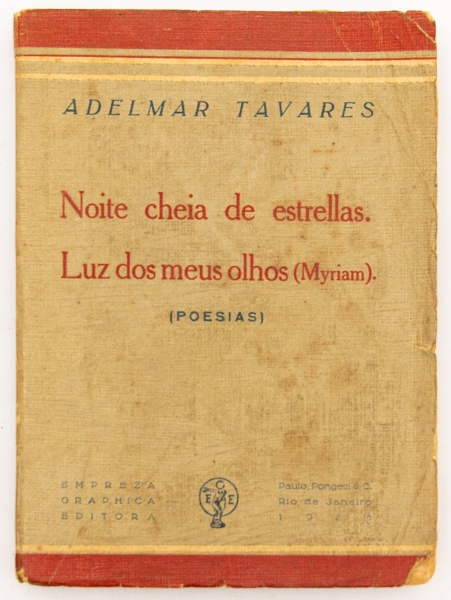 ADELMAR TAVARES
Noite cheia de estrellas.
Luz dos meus olhos (Myriam).
(POESIAS)
EMPREZA
GRAPHICA
EDITORA
Paulo, Pongetti & C.
Rio de Janeiro